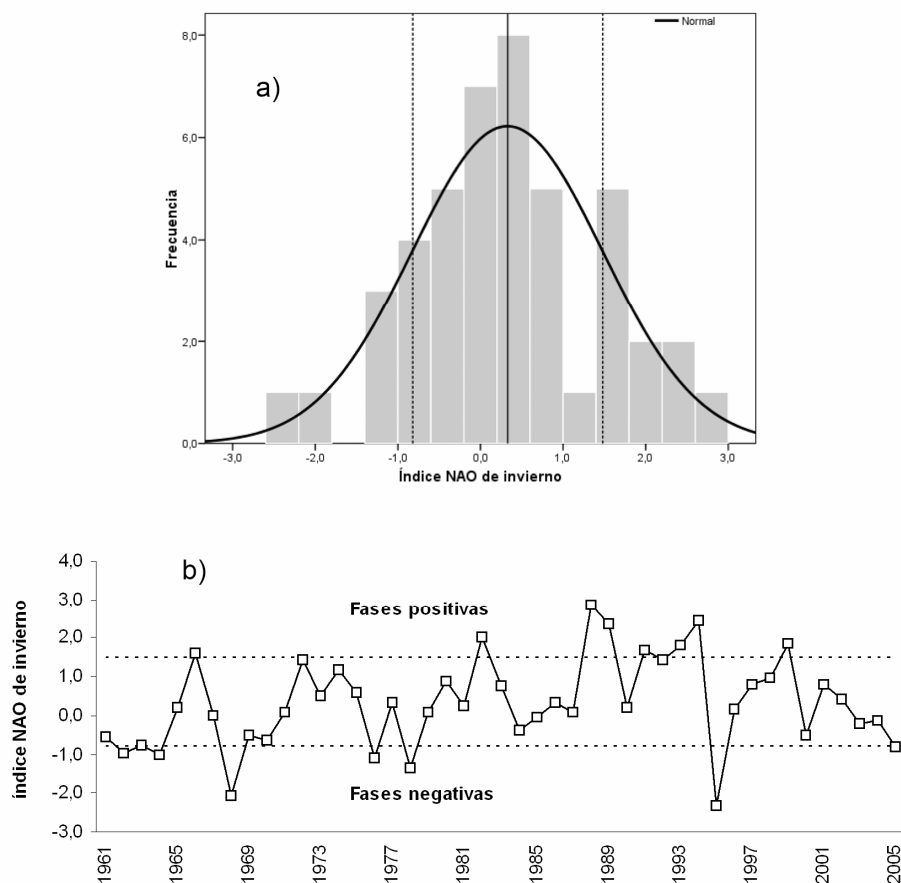 8,0
6,0
4,0
2,0
0,0
Frecuencia
a)
Normal
-3,0 -2,0 -1,0 0,0 1,0 2,0 3,0
Índice NAO de invierno
b)
4,0
3,0
2,0
1,0
0,0
-1,0
-2,0
-3,0
índice NAO de invierno
Fases positivas
Fases negativas
1961 1965 1969 1973 1977 1981 1985 1989 1993 1997 2001 2005